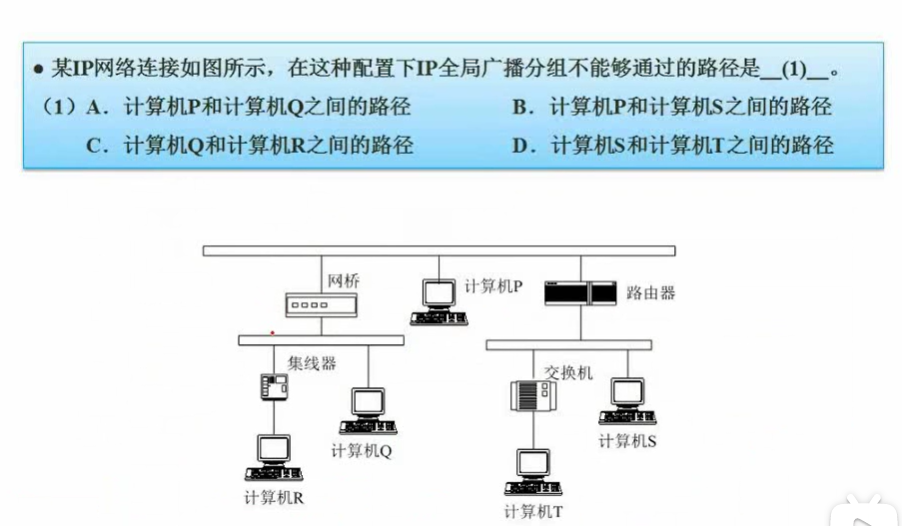 ● 某IP网络连接如图所示，在这种配置下IP全局广播分组不能够通过的路径是__(1)__。
（1）A．计算机P和计算机Q之间的路径 B．计算机P和计算机S之间的路径
C．计算机Q和计算机R之间的路径 D．计算机S和计算机T之间的路径
网桥
计算机P
路由器
集线器
交换机
计算机Q
计算机S
计算机R
计算机T